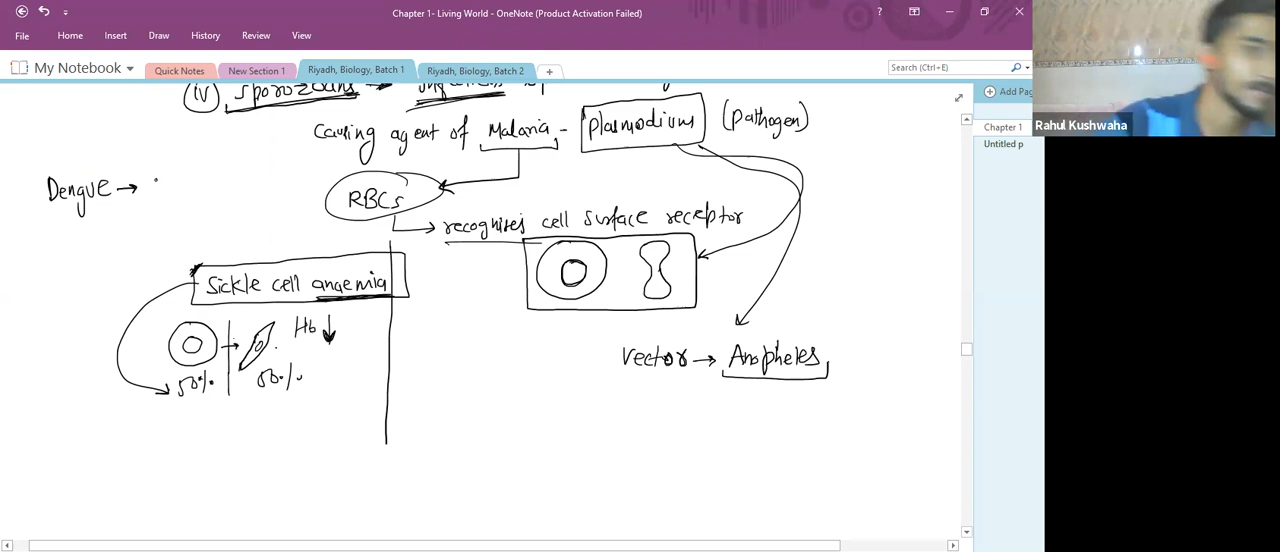 Chapter 1- Living World - OneNote (Product Activation Failed)
?
File Home Insert Draw History Review View
My Notebook
Quick Notes
New Section 1
Riyadh, Biology, Batch 1
Riyadh, Biology, Batch 2
Search (Ctrl+E)
Add Pag
Chapter 1
Untitled p
Rahul Kushwaha
(iv) Sporozoans
Causing agent of Malaria - Plasmodium (Pathogen)
Dengue →
RBCs
recognises cell surface receptor
Sickle cell anaemia
Hb ↓
50% 50%
Vector → Anopheles